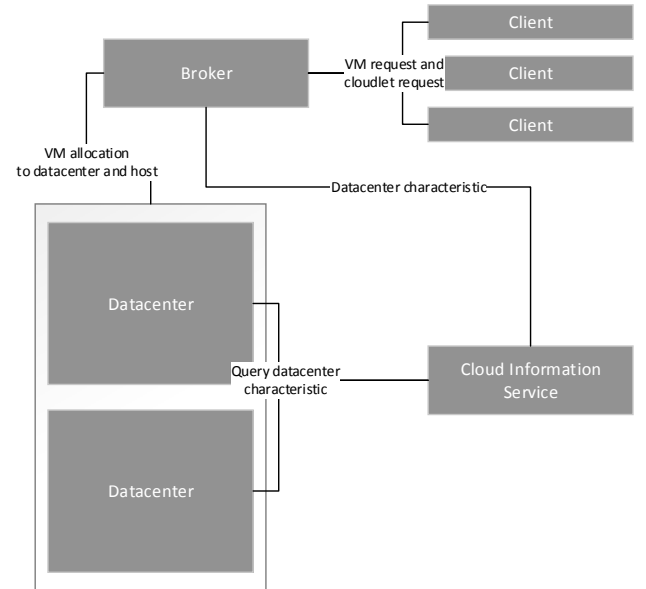 Client
Broker
VM request and
cloudlet request
Client
Client
VM allocation
to datacenter and host
Datacenter characteristic
Datacenter
Query datacenter
characteristic
Cloud Information
Service
Datacenter